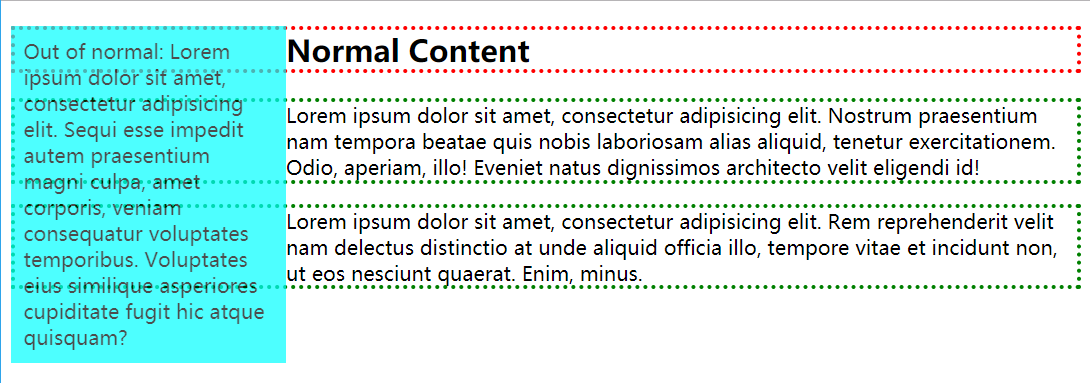 Out of normal: Lorem
ipsum dolor sit amet,
consectetur adipisicing
elit. Sequi esse impedit
autem praesentium
magni culpa, amet
corporis, veniam
consequatur voluptates
temporibus. Voluptates
eius similique asperiores
cupiditate fugit hic atque
quisquam?
Normal Content
Lorem ipsum dolor sit amet, consectetur adipisicing elit. Nostrum praesentium
nam tempora beatae quis nobis laboriosam alias aliquid, tenetur exercitationem.
Odio, aperiam, illo! Eveniet natus dignissimos architecto velit eligendi id!
Lorem ipsum dolor sit amet, consectetur adipisicing elit. Rem reprehenderit velit
nam delectus distinctio at unde aliquid officia illo, tempore vitae et incidunt non,
ut eos nesciunt quaerat. Enim, minus.